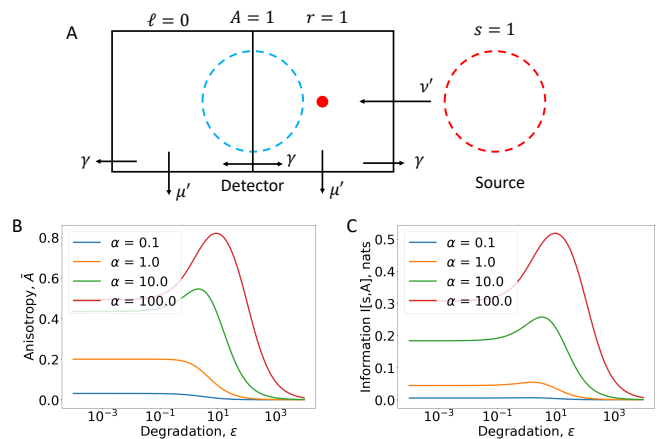 A
ℓ = 0
A = 1
r = 1
s = 1
ν′
γ
γ
γ
μ′
μ′
Detector
Source
B
α = 0.1
α = 1.0
α = 10.0
α = 100.0
Anisotropy, Ā
0.8
0.6
0.4
0.2
0.0
10⁻³
10⁻¹
10¹
10³
Degradation, ε
C
α = 0.1
α = 1.0
α = 10.0
α = 100.0
Information I[s,A], nats
0.5
0.4
0.3
0.2
0.1
0.0
10⁻³
10⁻¹
10¹
10³
Degradation, ε